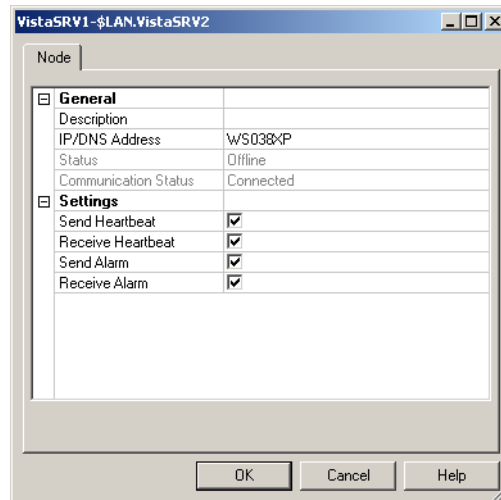 VistaSRV1-$LAN.VistaSRV2
Node
General
Description
IP/DNS Address WS038XP
Status Offline
Communication Status Connected
Settings
Send Heartbeat
Receive Heartbeat
Send Alarm
Receive Alarm
OK Cancel Help